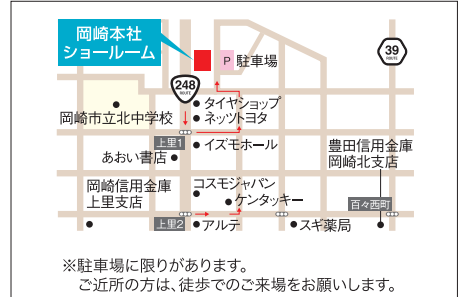 岡崎本社
ショールーム
P 駐車場
39
ROUTE
248
ROUTE
タイヤショップ
ネッツトヨタ
岡崎市立北中学校
上里1
イズモホール
あおい書店
豊田信用金庫
岡崎北支店
岡崎信用金庫
上里支店
コスモジャパン
ケンタッキー
百々西町
上里2
アルテ
スギ薬局
※駐車場に限りがあります。
ご近所の方は、徒歩でのご来場をお願いします。